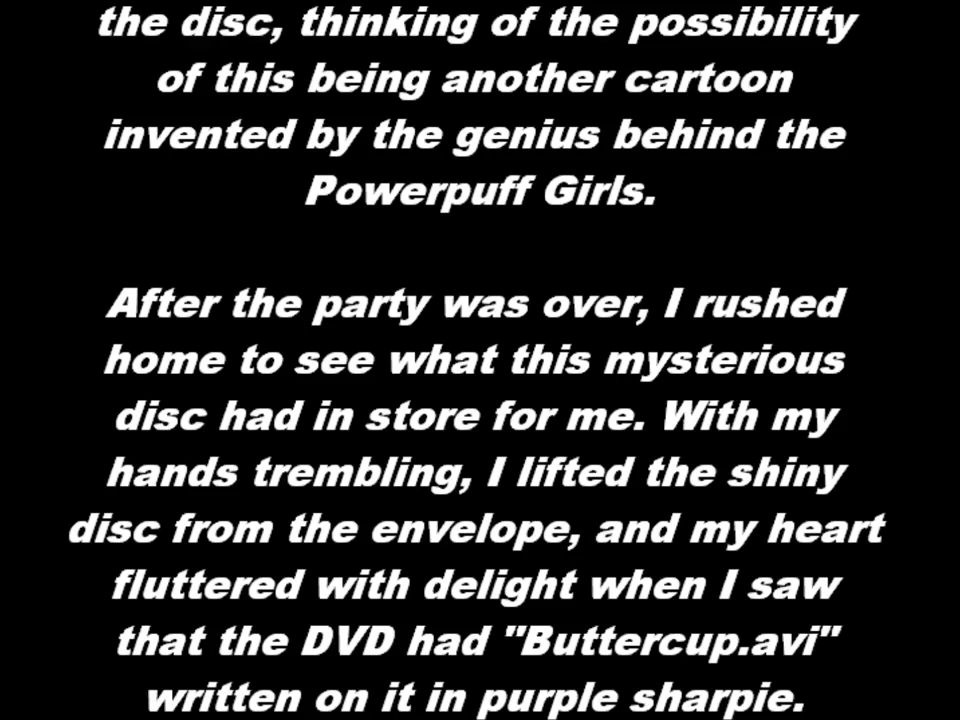 the disc, thinking of the possibility
of this being another cartoon
invented by the genius behind the
Powerpuff Girls.
After the party was over, I rushed
home to see what this mysterious
disc had in store for me. With my
hands trembling, I lifted the shiny
disc from the envelope, and my heart
fluttered with delight when I saw
that the DVD had "Buttercup.avi"
written on it in purple sharpie.